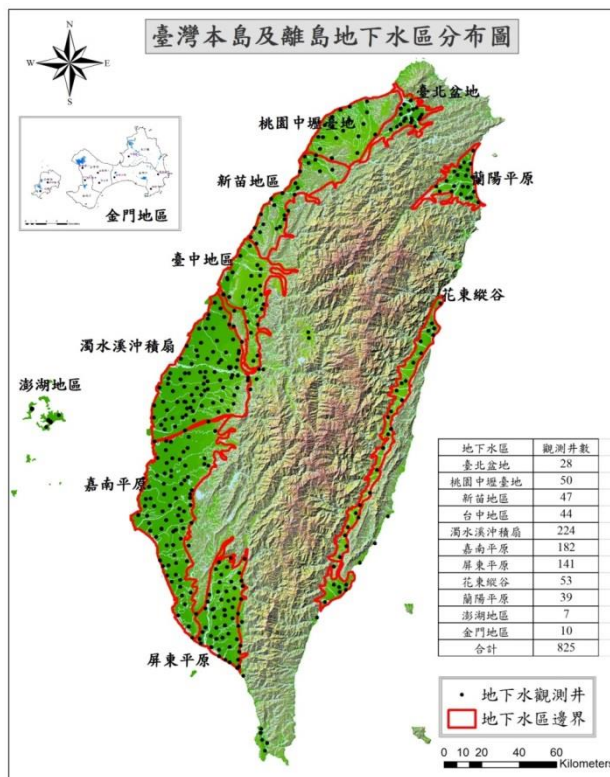 臺灣本島及離島地下水區分布圖
N
W
E
S
臺北盆地
桃園中壢臺地
新苗地區
蘭陽平原
金門地區
臺中地區
花東縱谷
濁水溪沖積扇
澎湖地區
嘉南平原
屏東平原
地下水區 觀測井數
臺北盆地 28
桃園中壢臺地 50
新苗地區 47
台中地區 44
濁水溪沖積扇 224
嘉南平原 182
屏東平原 141
花東縱谷 53
蘭陽平原 39
澎湖地區 7
金門地區 10
合計 825
地下水觀測井
地下水區邊界
0 10 20 40 60
Kilometers